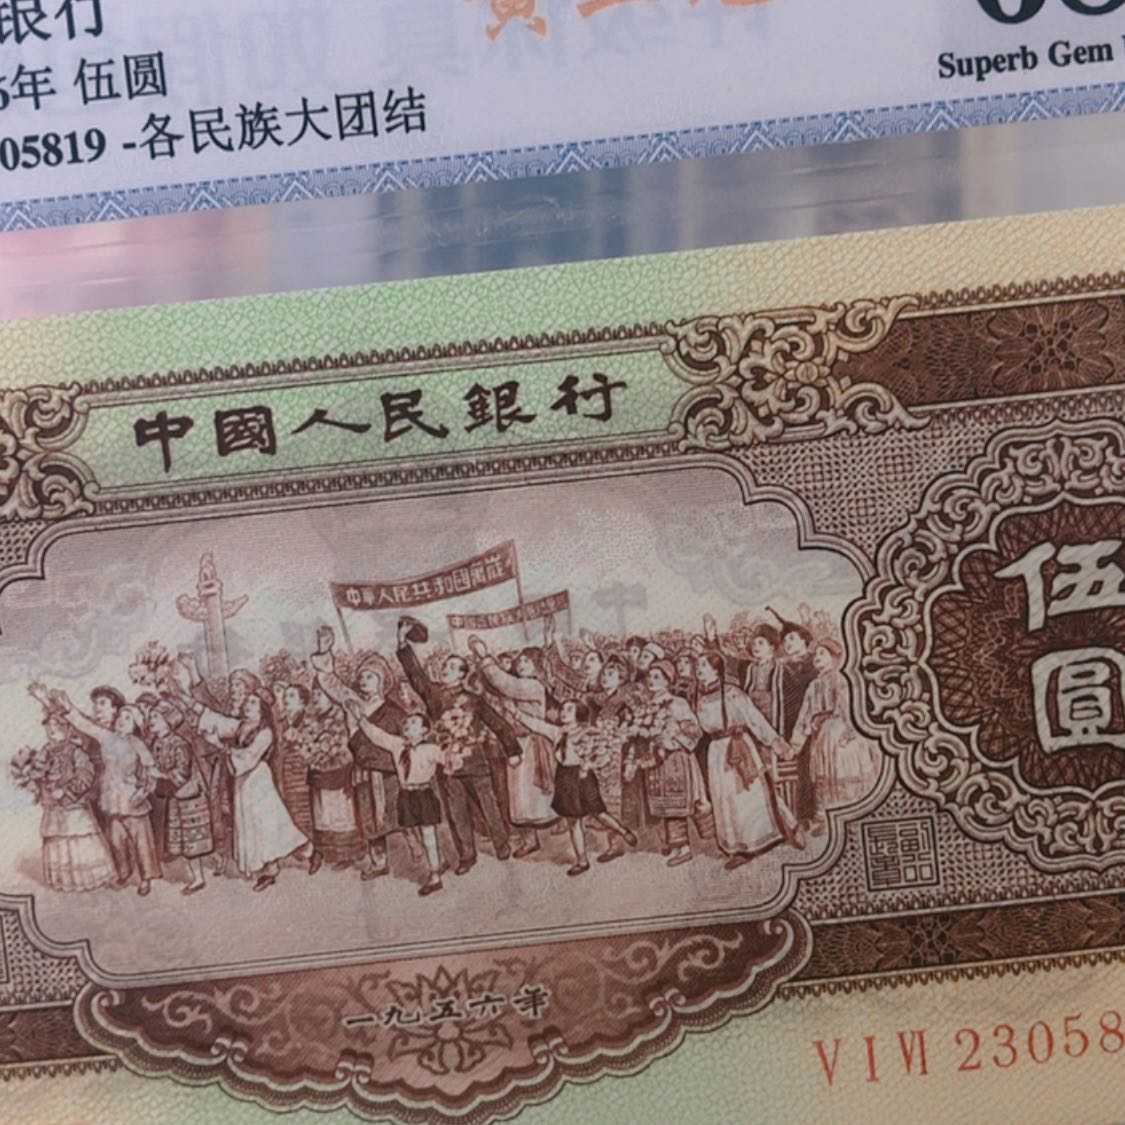 银行
6年 伍圆
05819 -各民族大团结
Superb Gem
中國人民銀行
中華人民共和國萬歲
伍
圓
一九五六年
V I VI 23058